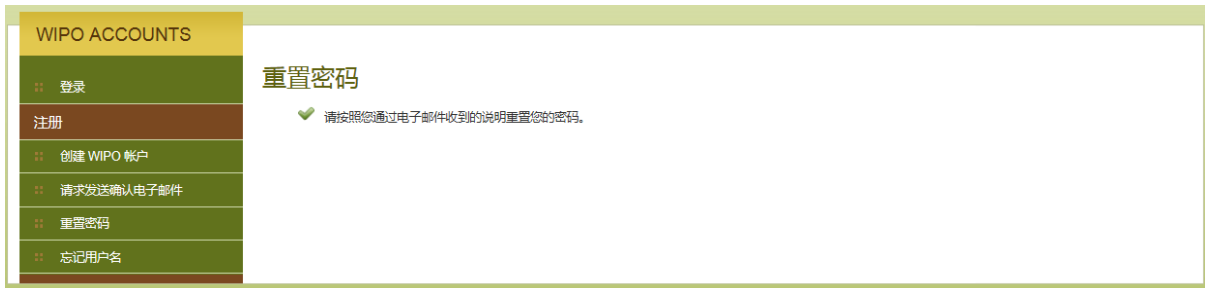 WIPO ACCOUNTS
登录
注册
创建 WIPO 帐户
请求发送确认电子邮件
重置密码
忘记用户名
重置密码
请按照您通过电子邮件收到的说明重置您的密码。